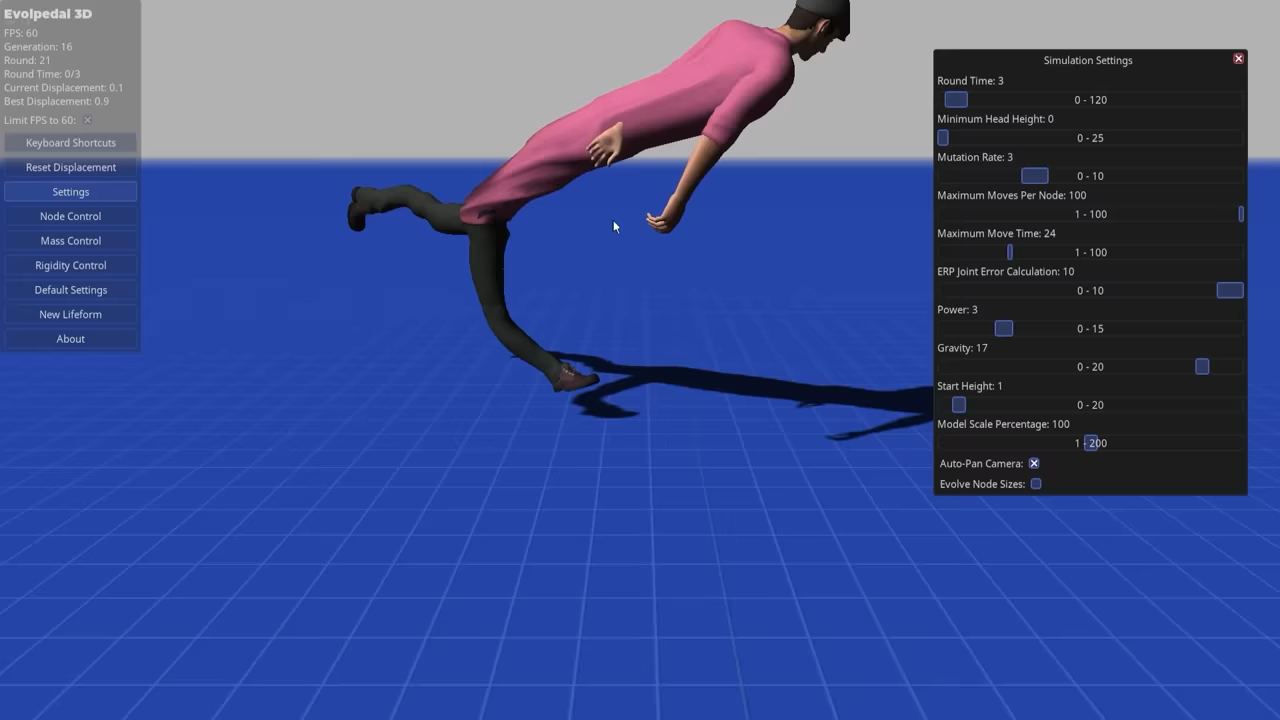 Evolpedal 3D
FPS: 60
Generation: 16
Round: 21
Round Time: 0/3
Current Displacement: 0.1
Best Displacement: 0.9
Limit FPS to 60:
Keyboard Shortcuts
Reset Displacement
Settings
Node Control
Mass Control
Rigidity Control
Default Settings
New Lifeform
About
Simulation Settings
Round Time: 3
0 - 120
Minimum Head Height: 0
0 - 25
Mutation Rate: 3
0 - 10
Maximum Moves Per Node: 100
1 - 100
Maximum Move Time: 24
1 - 100
ERP Joint Error Calculation: 10
0 - 10
Power: 3
0 - 15
Gravity: 17
0 - 20
Start Height: 1
0 - 20
Model Scale Percentage: 100
1 - 200
Auto-Pan Camera:
Evolve Node Sizes: